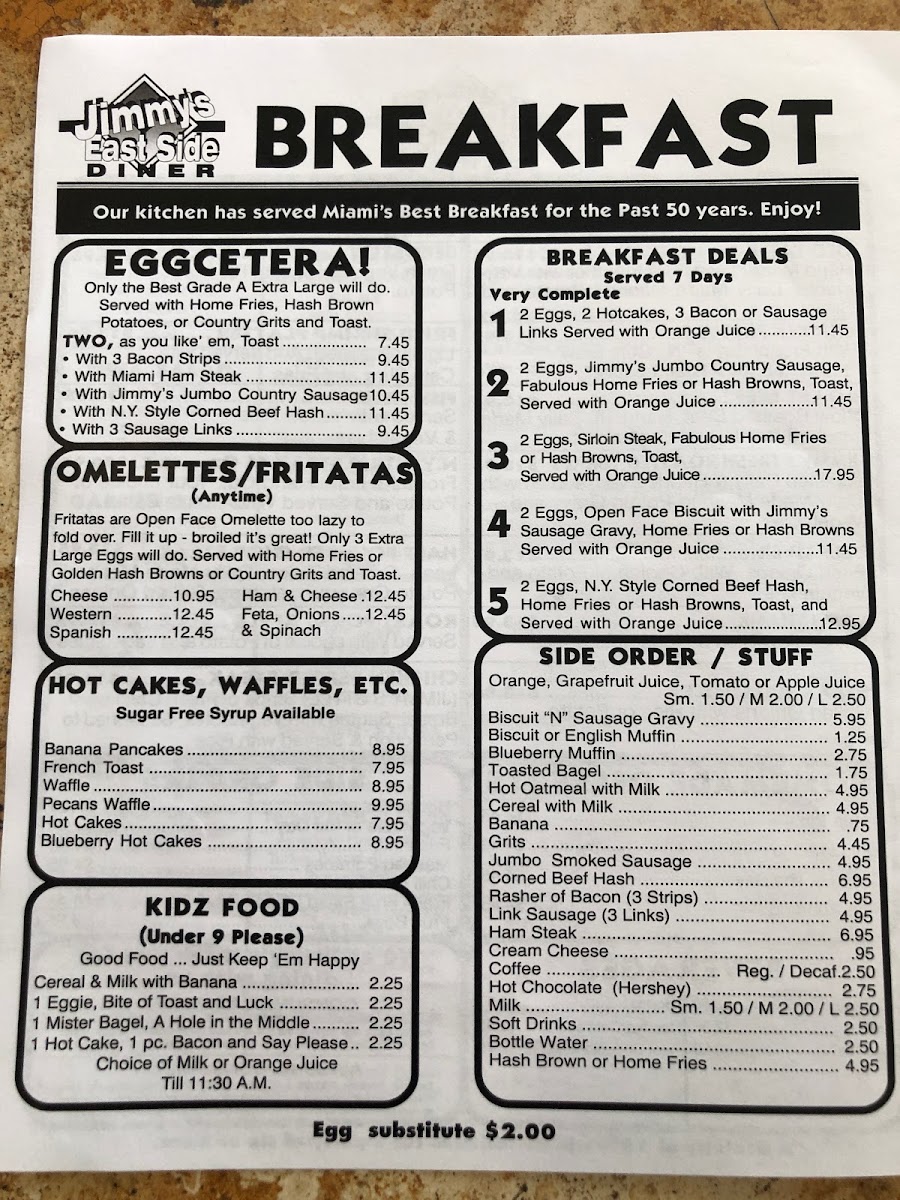 Jimmy's
East Side
DINER
BREAKFAST
Our kitchen has served Miami's Best Breakfast for the Past 50 years. Enjoy!
EGGCETERA!
Only the Best Grade A Extra Large will do.
Served with Home Fries, Hash Brown
Potatoes, or Country Grits and Toast.
TWO, as you like' em, Toast .................... 7.45
• With 3 Bacon Strips ............................... 9.45
• With Miami Ham Steak ......................... 11.45
• With Jimmy's Jumbo Country Sausage 10.45
• With N.Y. Style Corned Beef Hash......... 11.45
• With 3 Sausage Links ............................. 9.45
OMELETTES/FRITATAS
(Anytime)
Fritatas are Open Face Omelette too lazy to
fold over. Fill it up - broiled it's great! Only 3 Extra
Large Eggs will do. Served with Home Fries or
Golden Hash Browns or Country Grits and Toast.
Cheese ............10.95 Ham & Cheese .12.45
Western ...........12.45 Feta, Onions .....12.45
Spanish ...........12.45 & Spinach
HOT CAKES, WAFFLES, ETC.
Sugar Free Syrup Available
Banana Pancakes ................................ 8.95
French Toast ....................................... 7.95
Waffle .................................................. 8.95
Pecans Waffle...................................... 9.95
Hot Cakes............................................ 7.95
Blueberry Hot Cakes ............................ 8.95
KIDZ FOOD
(Under 9 Please)
Good Food ... Just Keep 'Em Happy
Cereal & Milk with Banana ..................... 2.25
1 Eggie, Bite of Toast and Luck ............... 2.25
1 Mister Bagel, A Hole in the Middle.......... 2.25
1 Hot Cake, 1 pc. Bacon and Say Please.. 2.25
Choice of Milk or Orange Juice
Till 11:30 A.M.
BREAKFAST DEALS
Served 7 Days
Very Complete
1 2 Eggs, 2 Hotcakes, 3 Bacon or Sausage
Links Served with Orange Juice...........11.45
2 2 Eggs, Jimmy's Jumbo Country Sausage,
Fabulous Home Fries or Hash Browns, Toast,
Served with Orange Juice ....................11.45
3 2 Eggs, Sirloin Steak, Fabulous Home Fries
or Hash Browns, Toast,
Served with Orange Juice.........................17.95
4 2 Eggs, Open Face Biscuit with Jimmy's
Sausage Gravy, Home Fries or Hash Browns
Served with Orange Juice ....................11.45
5 2 Eggs, N.Y. Style Corned Beef Hash,
Home Fries or Hash Browns, Toast, and
Served with Orange Juice.....................12.95
SIDE ORDER / STUFF
Orange, Grapefruit Juice, Tomato or Apple Juice
Sm. 1.50 / M 2.00 / L 2.50
Biscuit "N" Sausage Gravy ........................ 5.95
Biscuit or English Muffin ............................ 1.25
Blueberry Muffin ........................................ 2.75
Toasted Bagel ........................................... 1.75
Hot Oatmeal with Milk ................................ 4.95
Cereal with Milk ......................................... 4.95
Banana ...................................................... .75
Grits .......................................................... 4.45
Jumbo Smoked Sausage .......................... 4.95
Corned Beef Hash ..................................... 6.95
Rasher of Bacon (3 Strips) ........................ 4.95
Link Sausage (3 Links) .............................. 4.95
Ham Steak ................................................ 6.95
Cream Cheese .......................................... .95
Coffee ................................ Reg. / Decaf.2.50
Hot Chocolate (Hershey) ........................... 2.75
Milk .......................... Sm. 1.50 / M 2.00 / L 2.50
Soft Drinks ................................................ 2.50
Bottle Water .............................................. 2.50
Hash Brown or Home Fries ....................... 4.95
Egg substitute $2.00